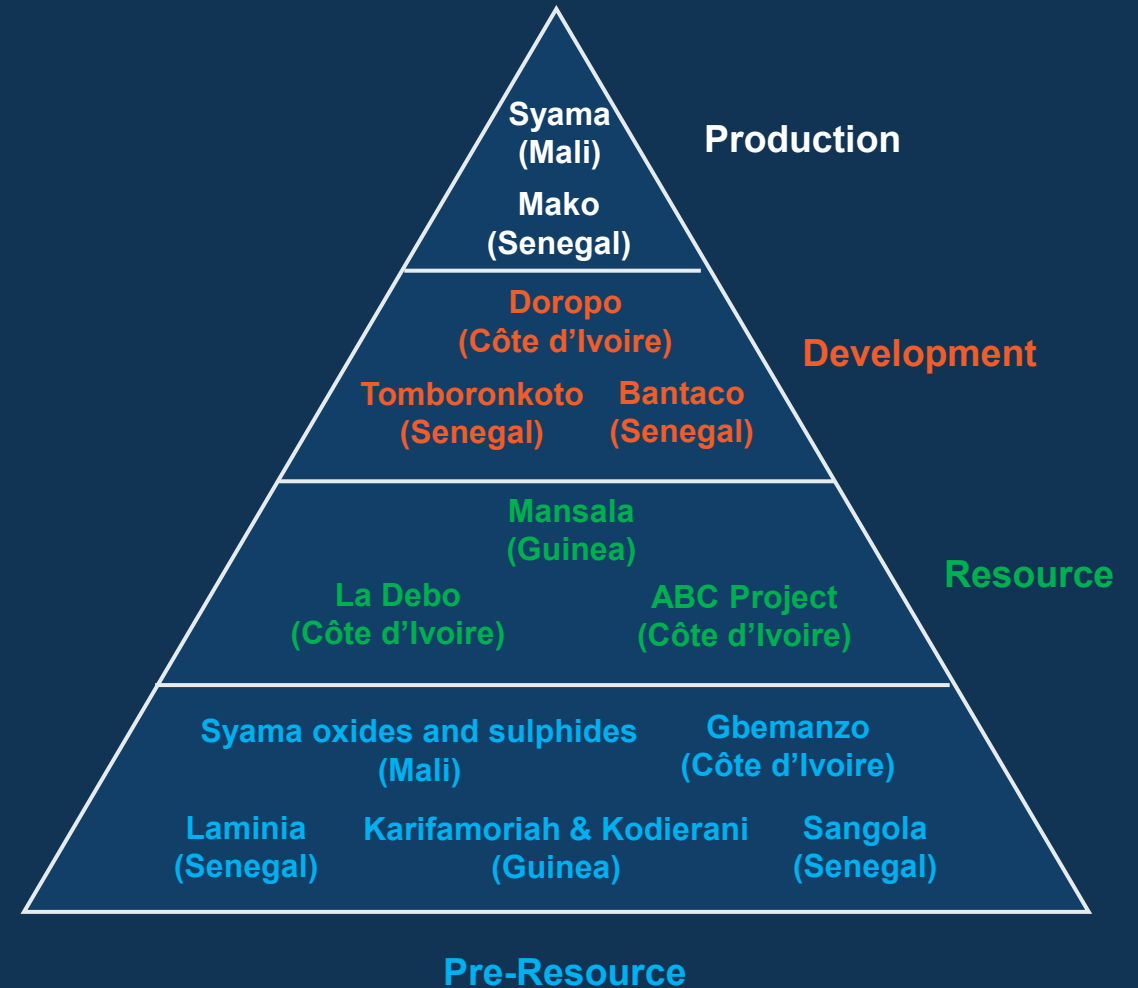 Syama
(Mali)
Mako
(Senegal)
Production
Doropo
(Côte d’Ivoire)
Tomboronkoto
(Senegal)
Bantaco
(Senegal)
Development
Mansala
(Guinea)
La Debo
(Côte d’Ivoire)
ABC Project
(Côte d’Ivoire)
Resource
Syama oxides and sulphides
(Mali)
Gbemanzo
(Côte d’Ivoire)
Laminia
(Senegal)
Karifamoriah & Kodierani
(Guinea)
Sangola
(Senegal)
Pre-Resource